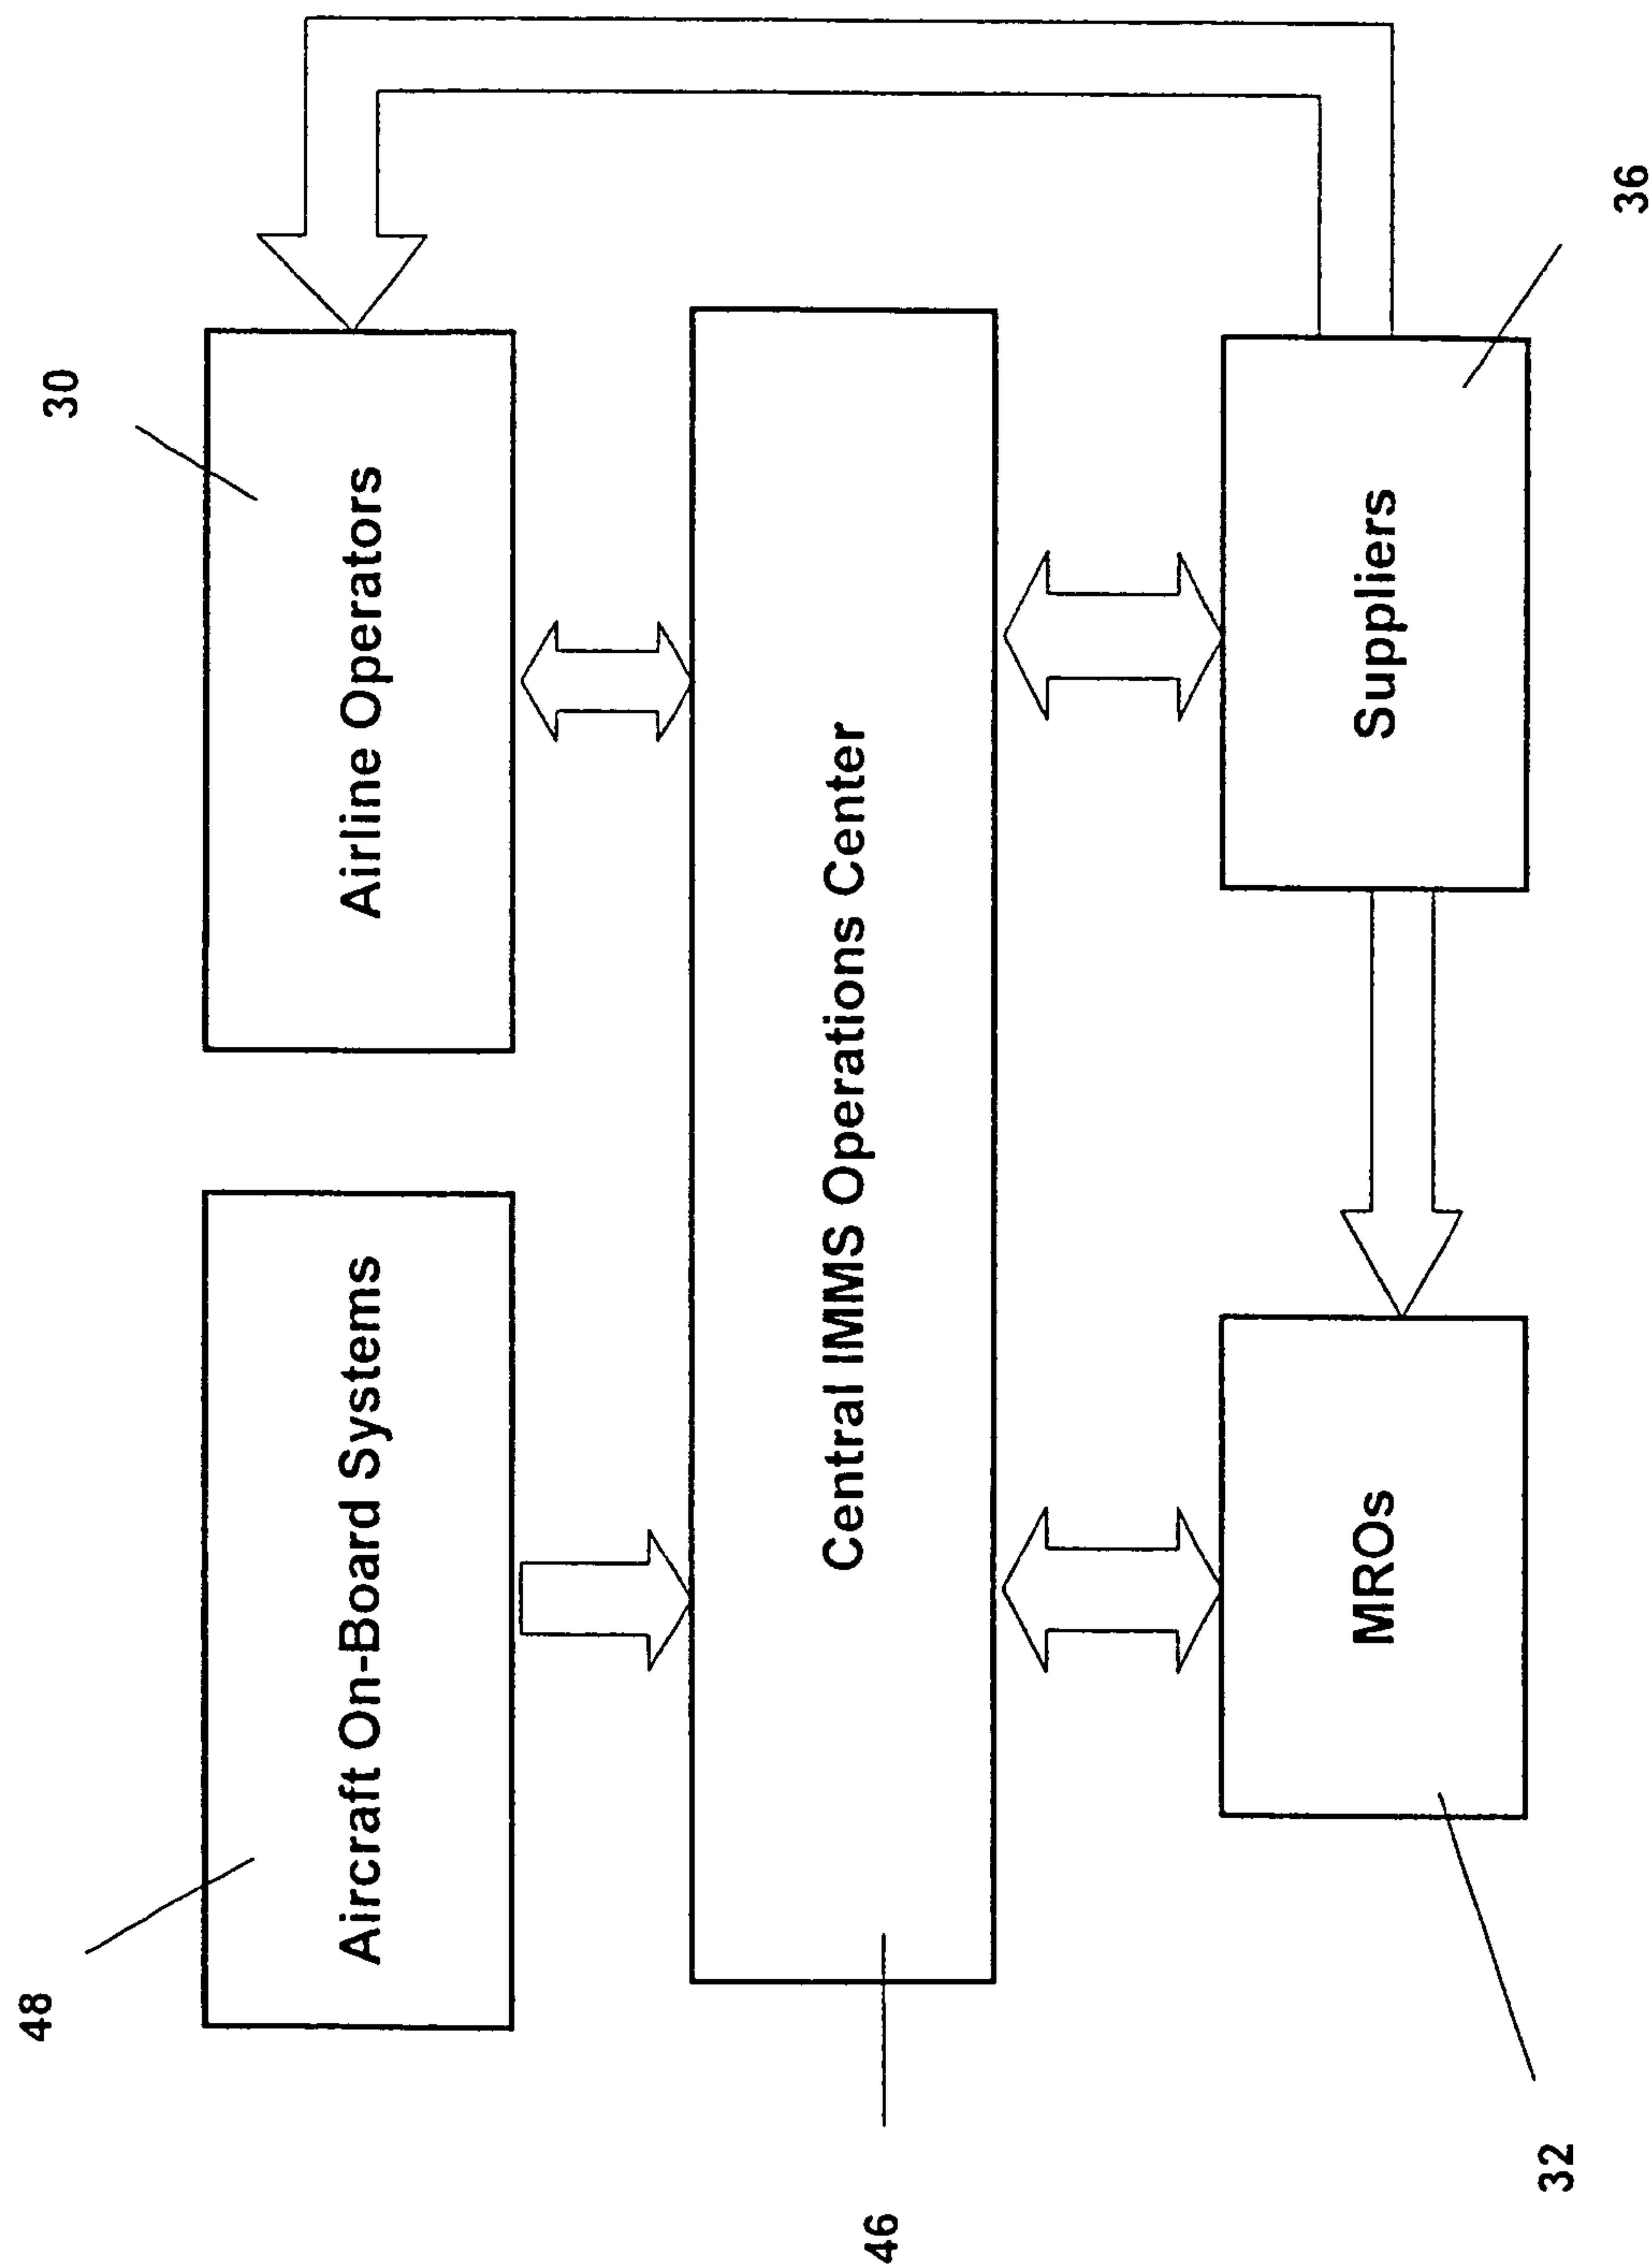 48
Aircraft On-Board Systems
30
Airline Operators
46
Central IMMS Operations Center
32
MROs
Suppliers
36